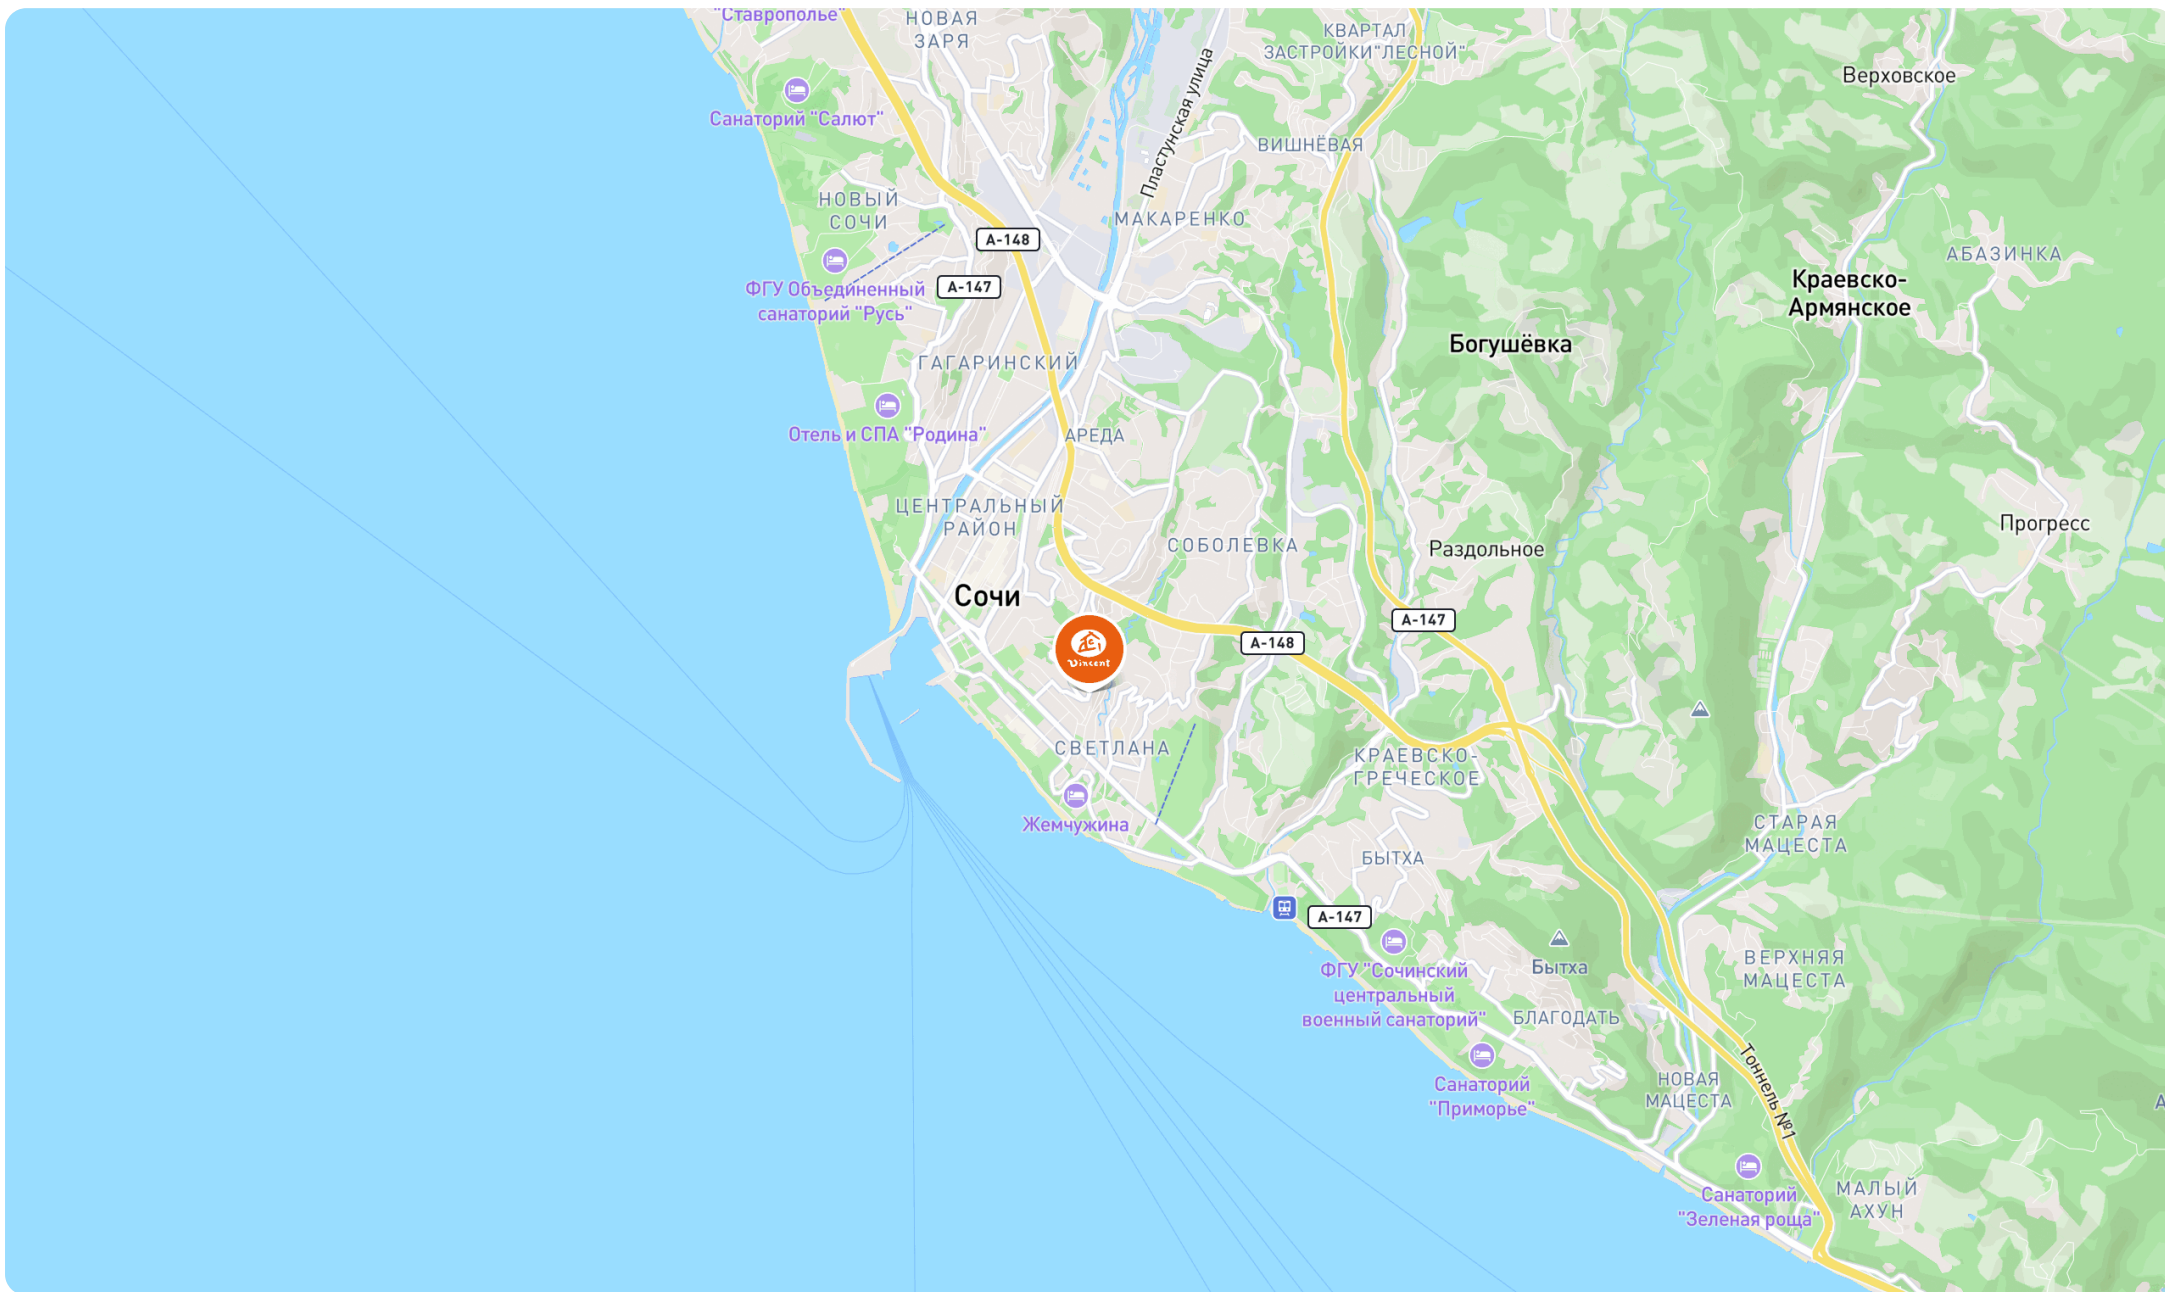 "Ставрополье"
НОВАЯ
ЗАРЯ
КВАРТАЛ
ЗАСТРОЙКИ"ЛЕСНОЙ"
Верховское
Санаторий "Салют"
Пластунская улица
ВИШНЁВАЯ
НОВЫЙ
СОЧИ
МАКАРЕНКО
А-148
АБАЗИНКА
ФГУ Объединенный
санаторий "Русь"
А-147
Краевско-
Армянское
Богушёвка
ГАГАРИНСКИЙ
Отель и СПА "Родина"
АРЕДА
ЦЕНТРАЛЬНЫЙ
РАЙОН
СОБОЛЕВКА
Раздольное
Прогресс
Сочи
Vincent
А-148
А-147
СВЕТЛАНА
КРАЕВСКО-
ГРЕЧЕСКОЕ
Жемчужина
БЫТХА
СТАРАЯ
МАЦЕСТА
А-147
ФГУ "Сочинский
центральный
военный санаторий"
Бытха
ВЕРХНЯЯ
МАЦЕСТА
БЛАГОДАТЬ
Санаторий
"Приморье"
НОВАЯ
МАЦЕСТА
Тоннель №1
Санаторий
"Зеленая роща"
МАЛЫЙ
АХУН